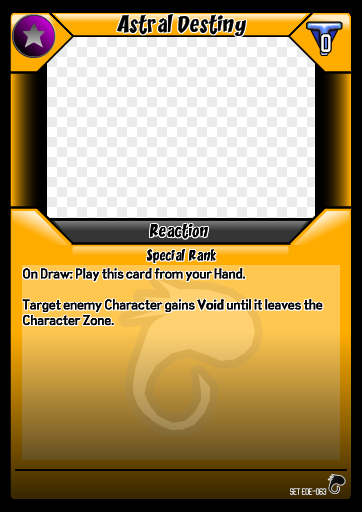 Astral Destiny
0
Reaction
Special Rank
On Draw: Play this card from your Hand.
Target enemy Character gains Void until it leaves the
Character Zone.
SET EOE-063